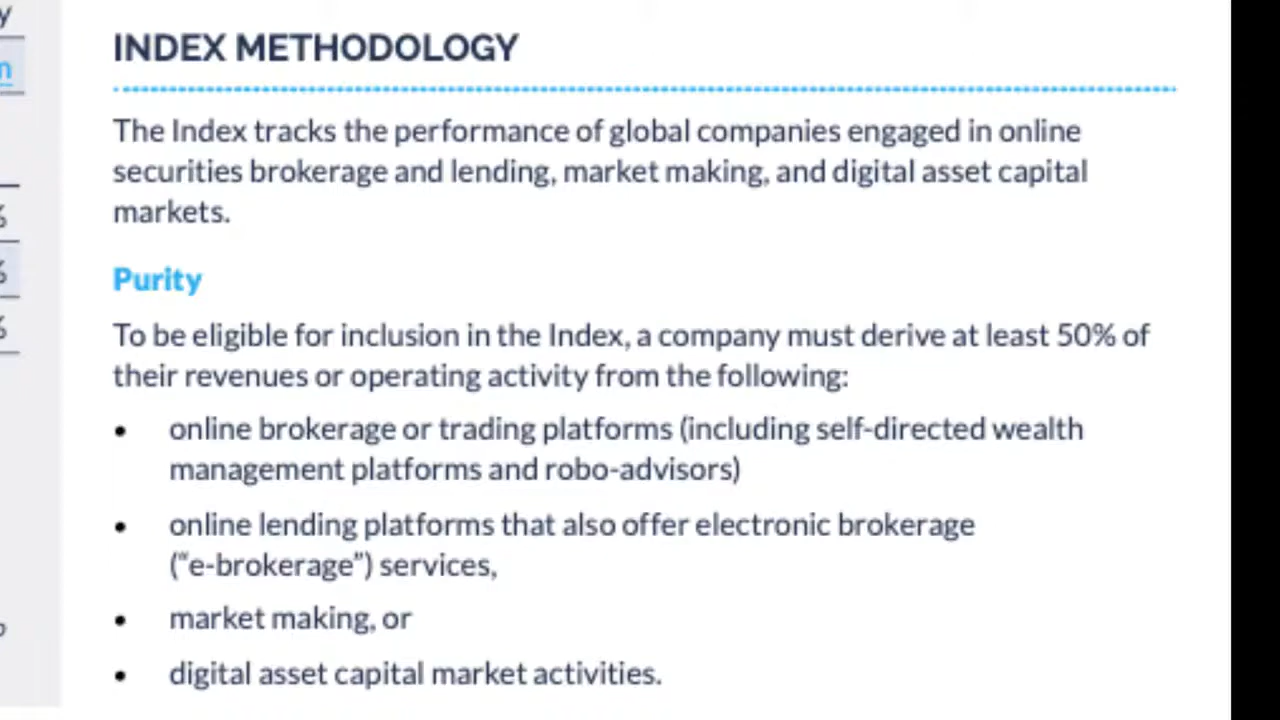 y
n
%
%
%
INDEX METHODOLOGY
The Index tracks the performance of global companies engaged in online
securities brokerage and lending, market making, and digital asset capital
markets.
Purity
To be eligible for inclusion in the Index, a company must derive at least 50% of
their revenues or operating activity from the following:
• online brokerage or trading platforms (including self-directed wealth
management platforms and robo-advisors)
• online lending platforms that also offer electronic brokerage
(“e-brokerage”) services,
• market making, or
• digital asset capital market activities.